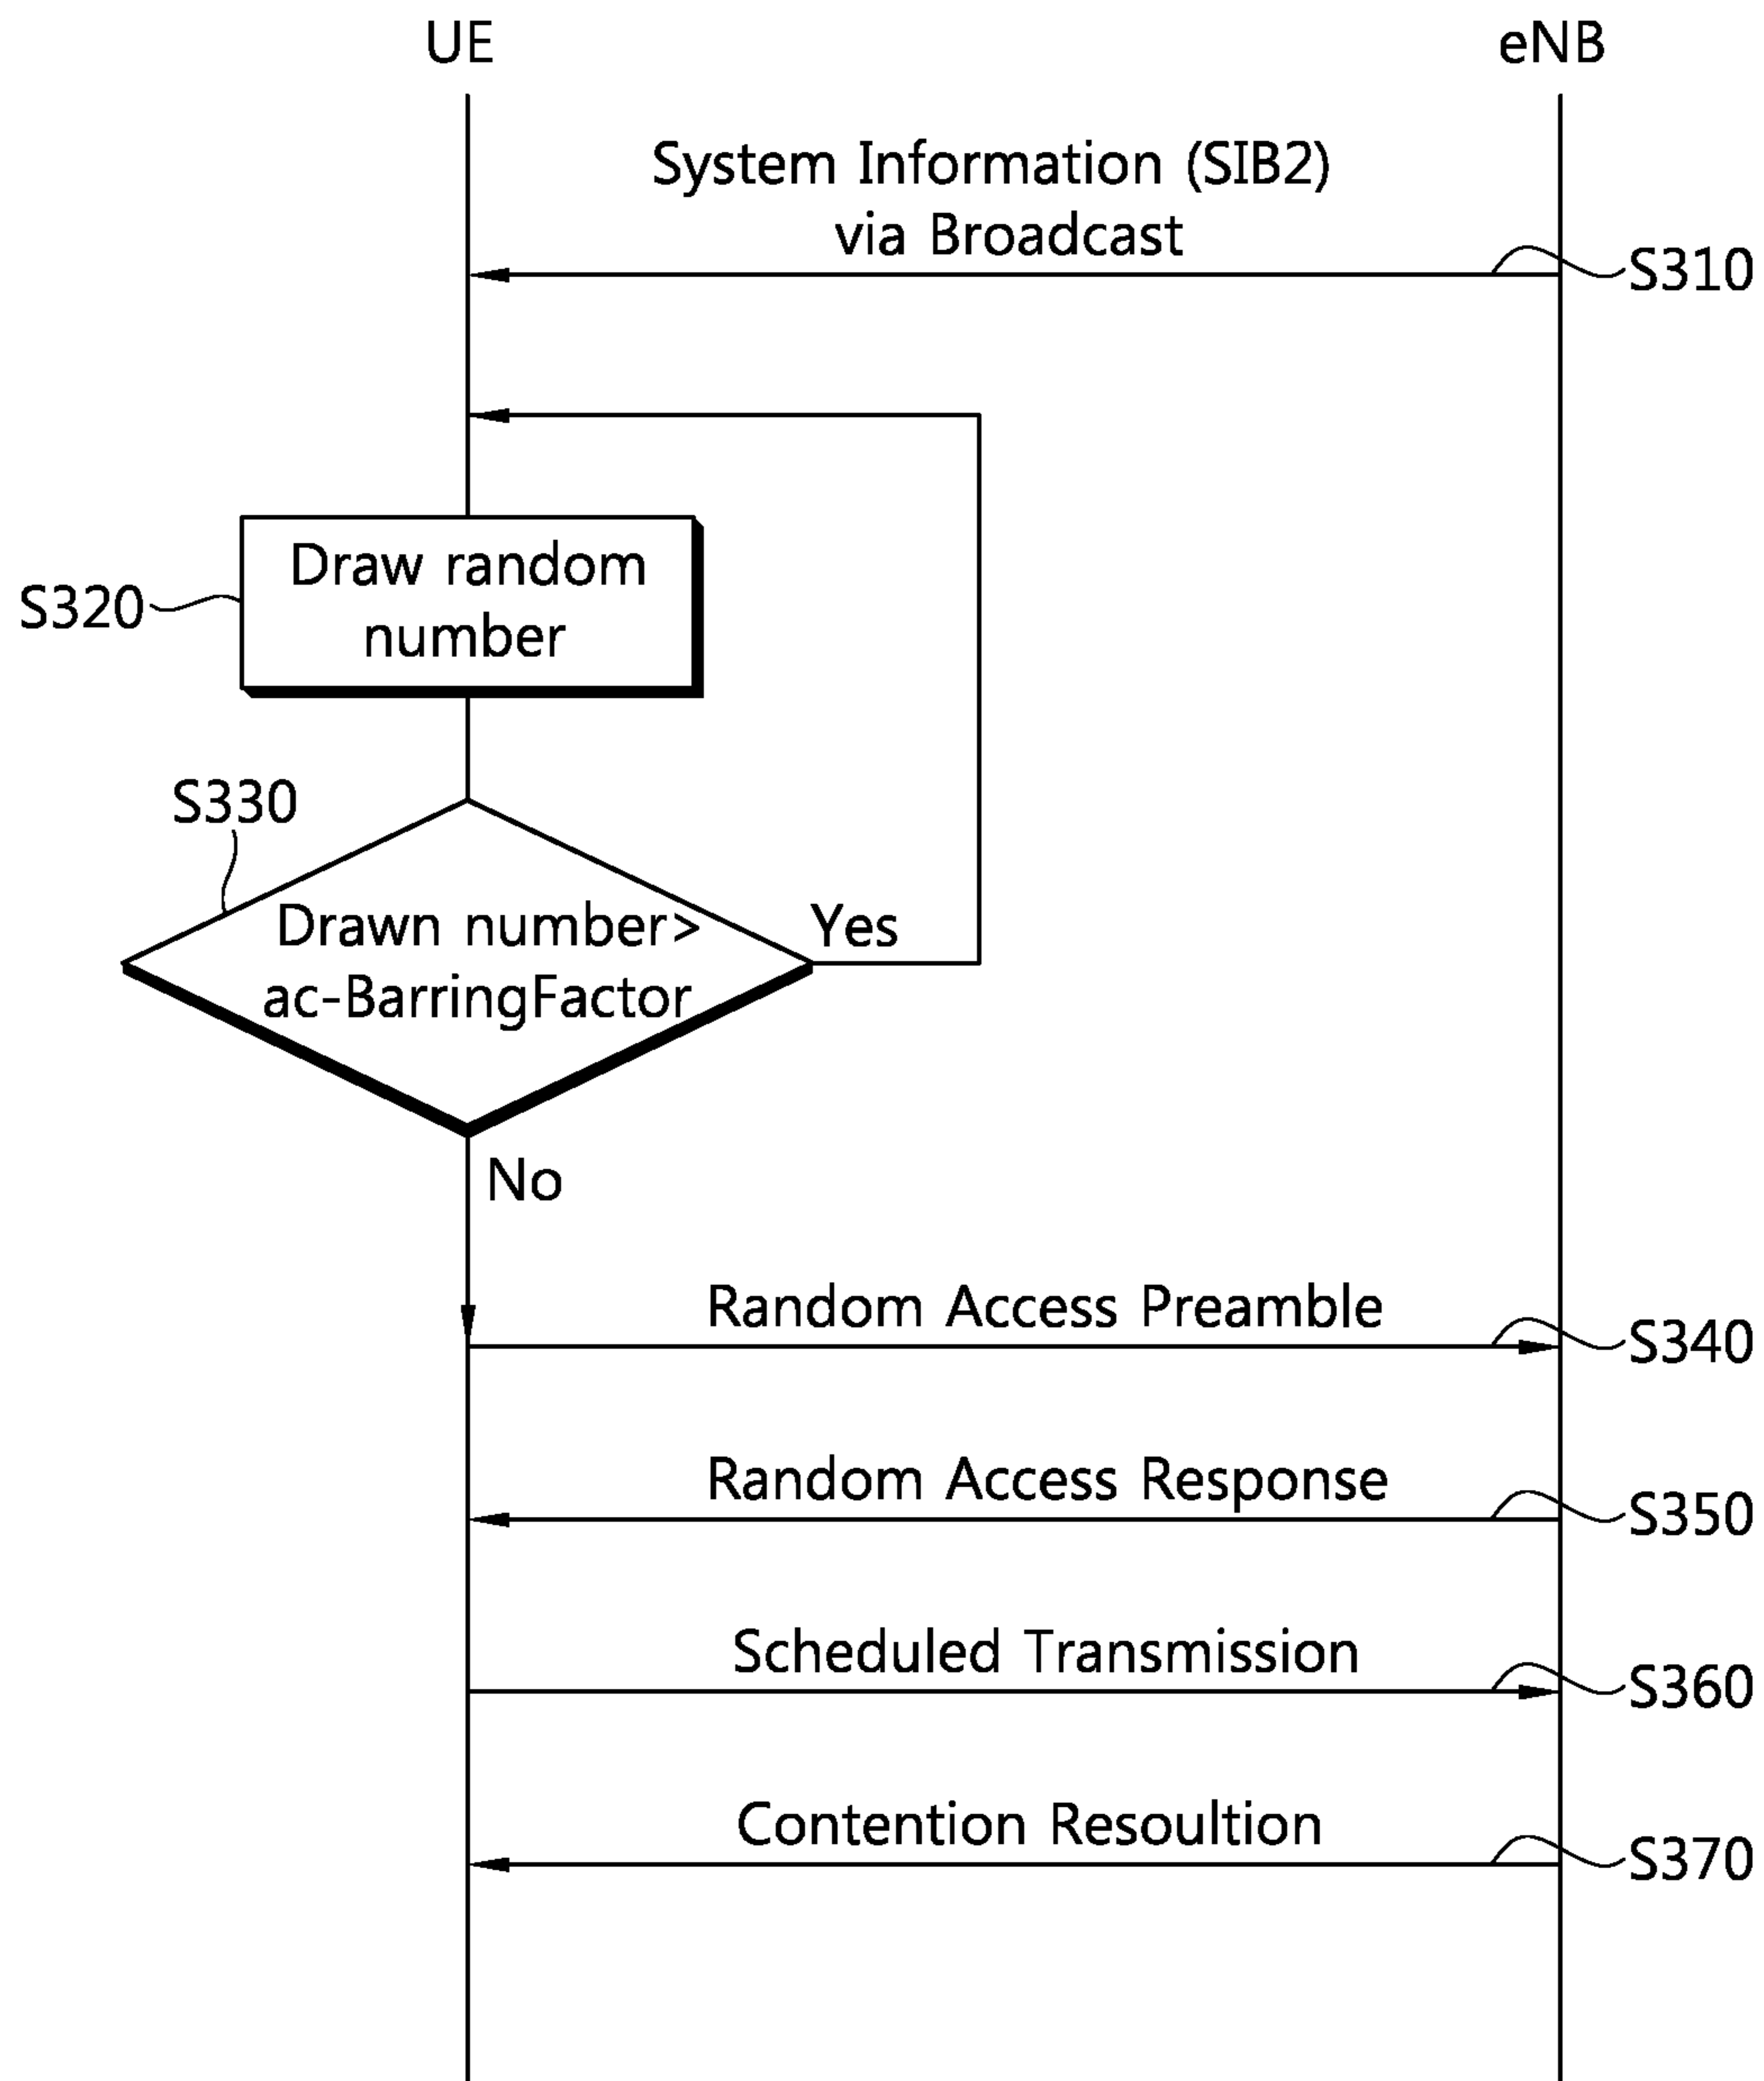 UE
eNB
System Information (SIB2)
via Broadcast
S310
Draw random
number
S320
S330
Drawn number>
ac-BarringFactor
Yes
No
Random Access Preamble
S340
Random Access Response
S350
Scheduled Transmission
S360
Contention Resoultion
S370